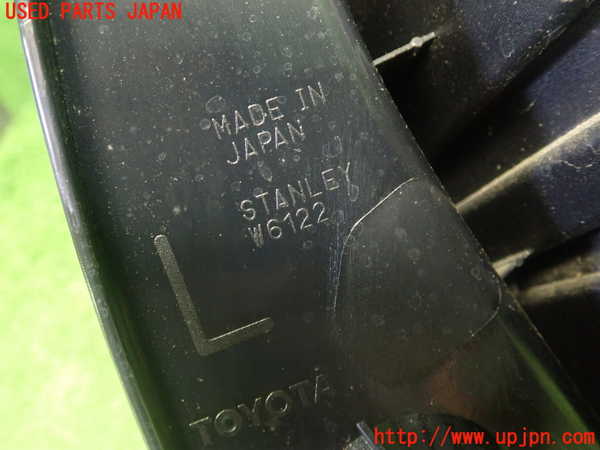 USED PARTS JAPAN
MADE IN
JAPAN
STANLEY
W6122
L
TOYOTA
http://www.upjpn.com/